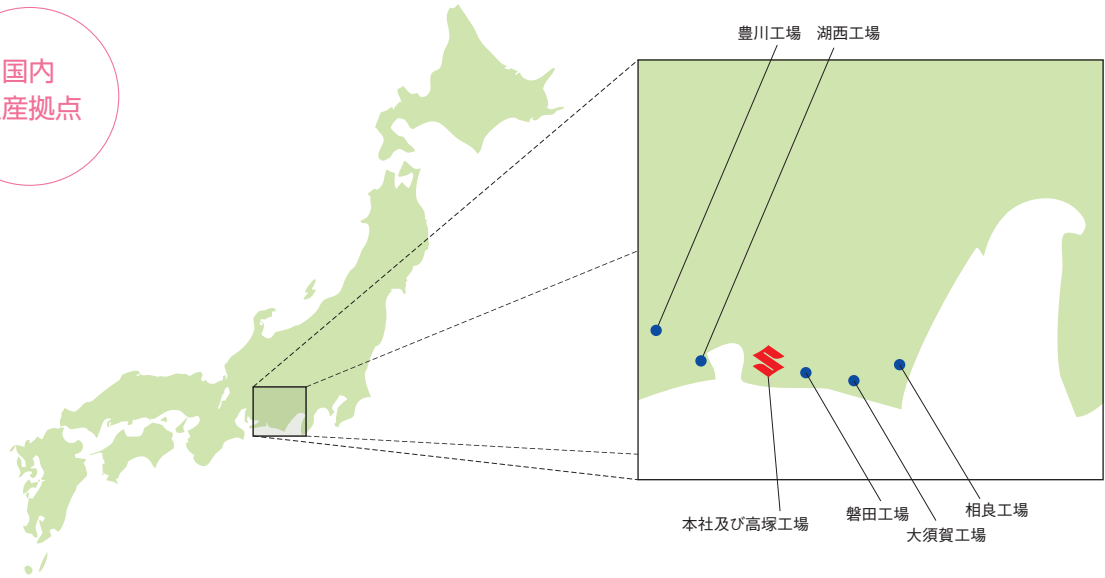 国内
産拠点
豊川工場
湖西工場
本社及び高塚工場
磐田工場
大須賀工場
相良工場